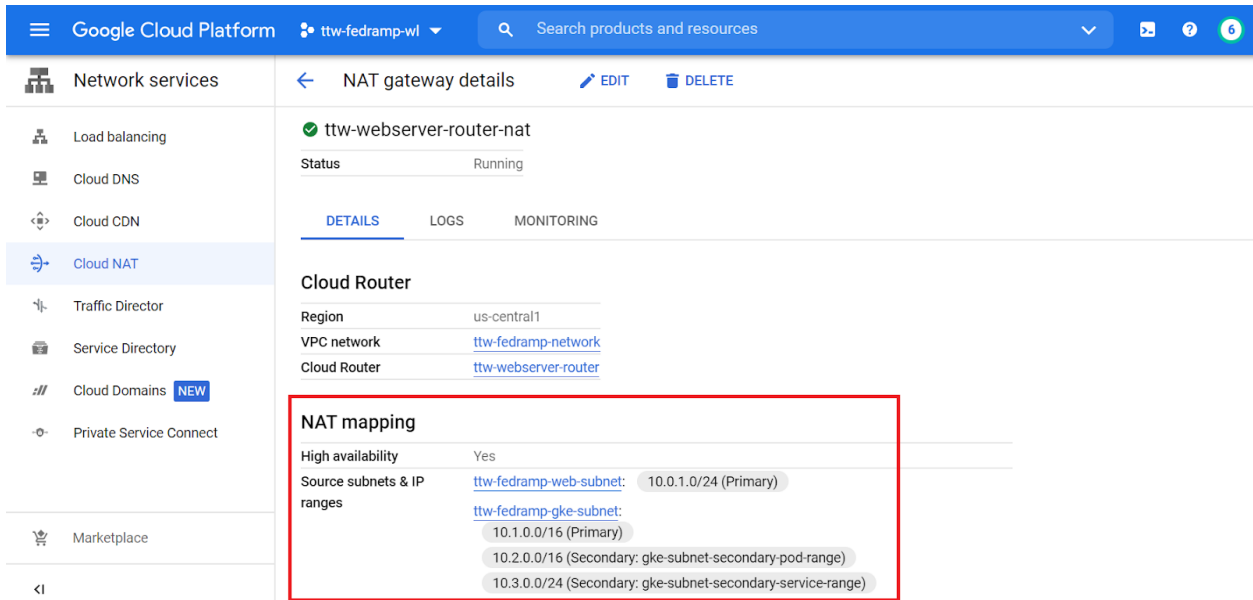 Google Cloud Platform ttw-fedramp-wl Search products and resources 6
Network services NAT gateway details EDIT DELETE
Load balancing
Cloud DNS
Cloud CDN
Cloud NAT
Traffic Director
Service Directory
Cloud Domains NEW
Private Service Connect
Marketplace
ttw-webserver-router-nat
Status Running
DETAILS LOGS MONITORING
Cloud Router
Region us-central1
VPC network ttw-fedramp-network
Cloud Router ttw-webserver-router
NAT mapping
High availability Yes
Source subnets & IP ranges ttw-fedramp-web-subnet: 10.0.1.0/24 (Primary)
ttw-fedramp-gke-subnet:
10.1.0.0/16 (Primary)
10.2.0.0/16 (Secondary: gke-subnet-secondary-pod-range)
10.3.0.0/24 (Secondary: gke-subnet-secondary-service-range)